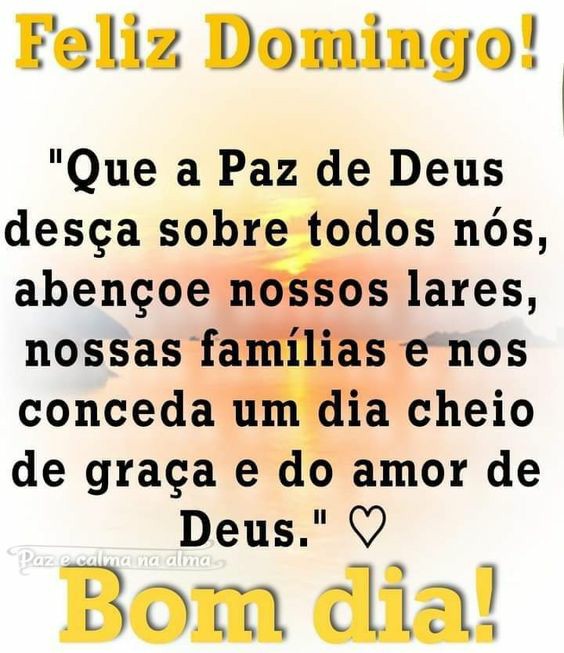 Feliz Domingo!
"Que a Paz de Deus
desça sobre todos nós,
abençoe nossos lares,
nossas famílias e nos
conceda um dia cheio
de graça e do amor de
Deus." ♡
Paz e calma na alma
Bom dia!